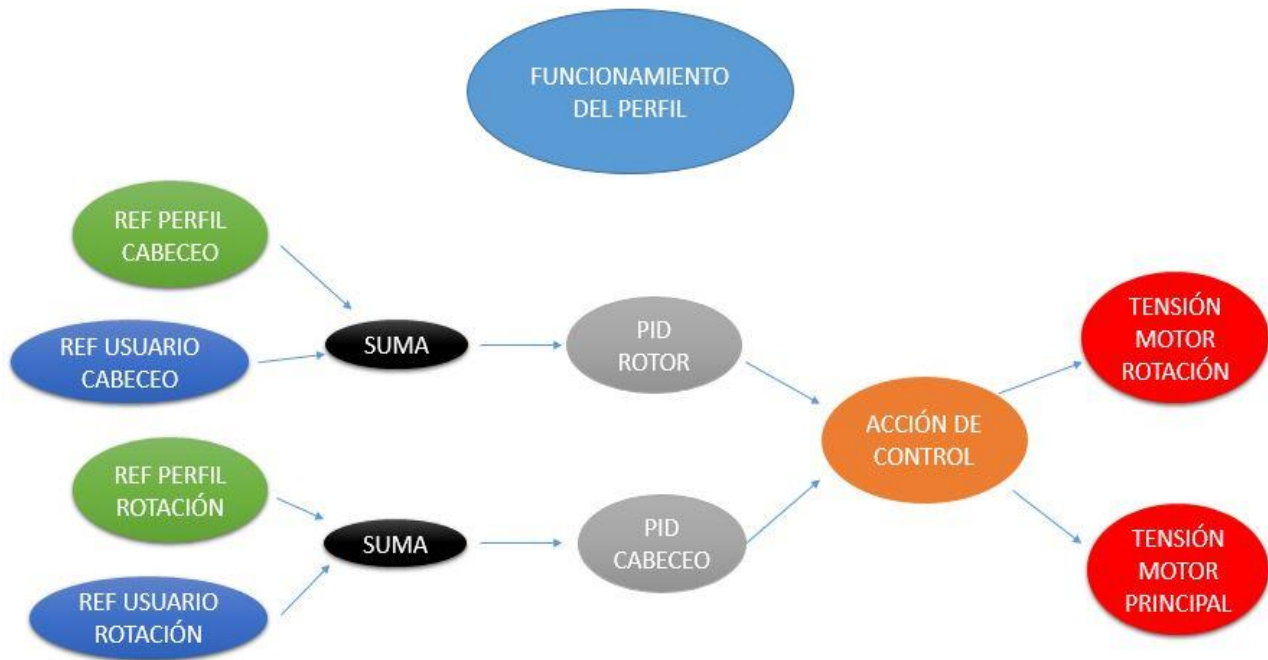 FUNCIONAMIENTO
DEL PERFIL
REF PERFIL
CABECEO
REF USUARIO
CABECEO
SUMA
PID
ROTOR
TENSIÓN
MOTOR
ROTACIÓN
ACCIÓN DE
CONTROL
REF PERFIL
ROTACIÓN
REF USUARIO
ROTACIÓN
SUMA
PID
CABECEO
TENSIÓN
MOTOR
PRINCIPAL